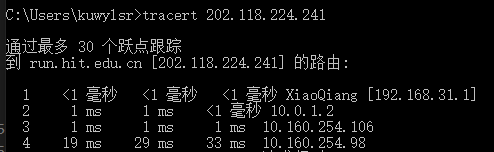 C:\Users\kuwylsr>tracert 202.118.224.241
通过最多 30 个跃点跟踪
到 run.hit.edu.cn [202.118.224.241] 的路由:
1 <1 毫秒 <1 毫秒 <1 毫秒 XiaoQiang [192.168.31.1]
2 1 ms 1 ms <1 毫秒 10.0.1.2
3 1 ms 1 ms 1 ms 10.160.254.106
4 19 ms 29 ms 33 ms 10.160.254.98